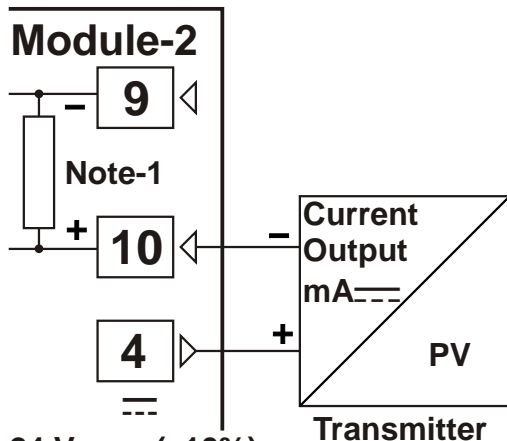 Module-2
− 9
Note-1
+ 10
4
Current
Output
mA
−
+
PV
Transmitter